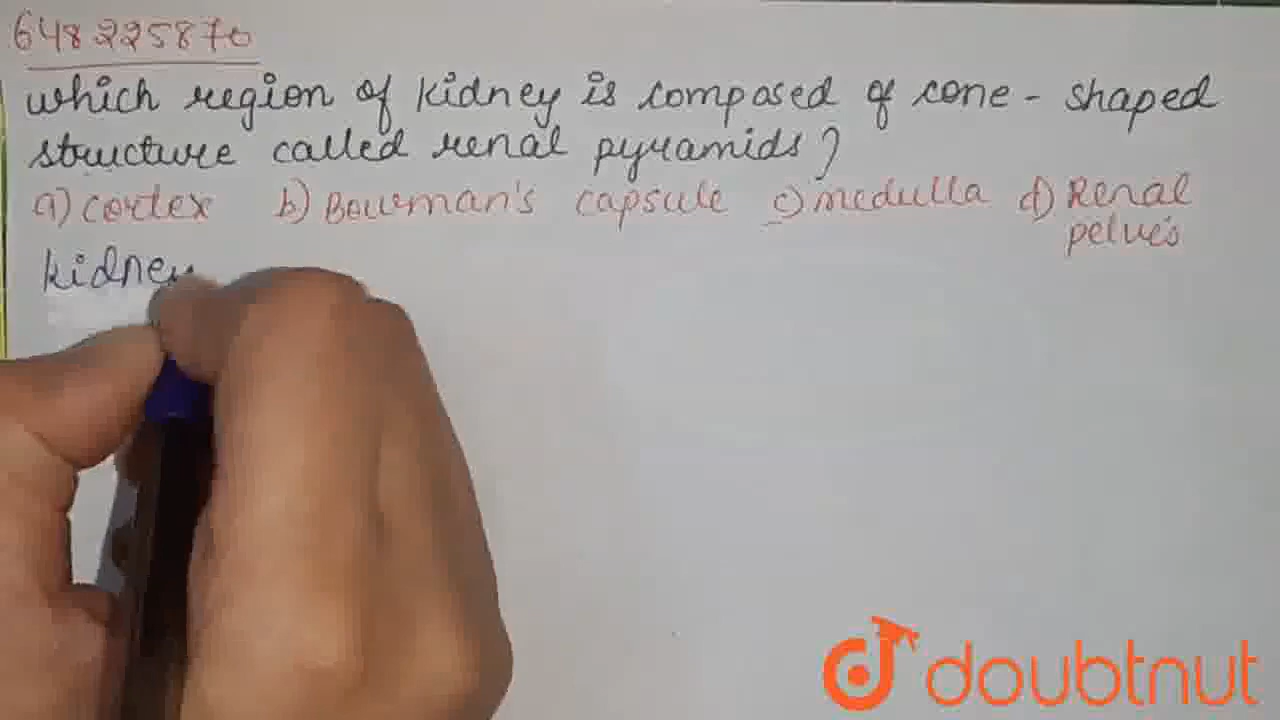 648225870
which region of kidney is composed of cone - shaped
structure called renal pyramids?
a) cortex b) Bowman's capsule c) medulla d) Renal
pelve's
kidney
doubtnut